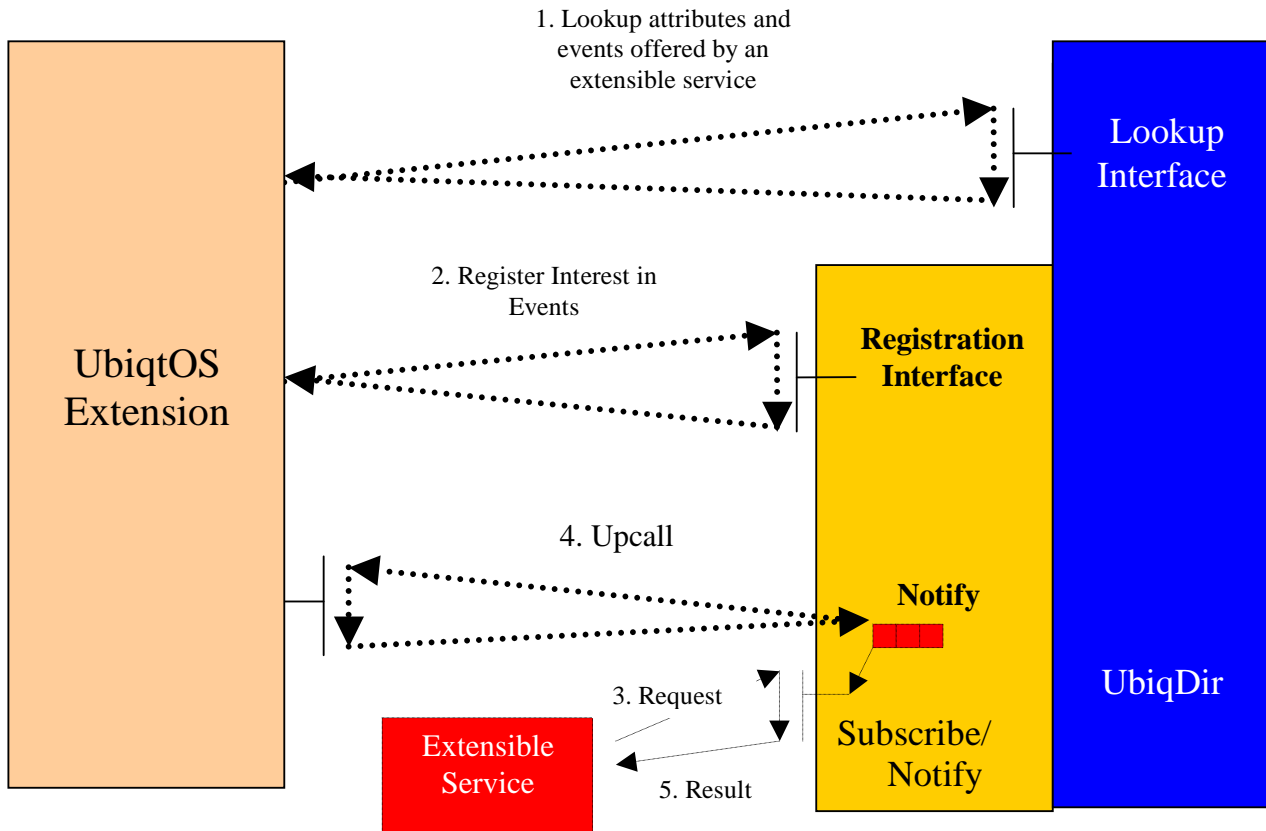 1. Lookup attributes and
events offered by an
extensible service
Lookup
Interface
2. Register Interest in
Events
Registration
Interface
UbiqtOS
Extension
4. Upcall
Notify
3. Request
UbiqDir
Extensible
Service
Subscribe/
Notify
5. Result